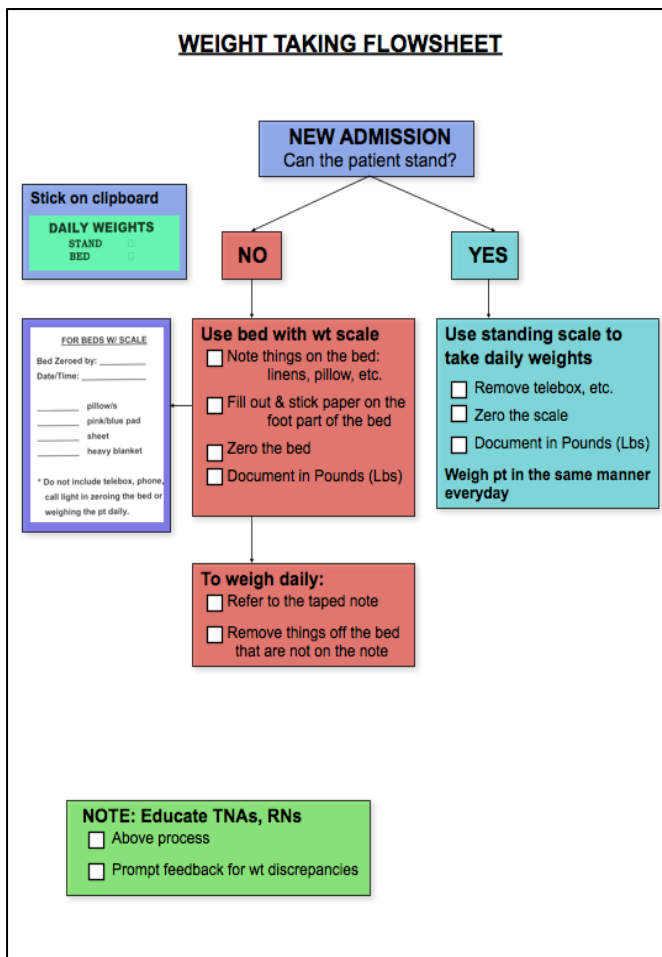 WEIGHT TAKING FLOWSHEET
NEW ADMISSION
Can the patient stand?
Stick on clipboard
DAILY WEIGHTS
STAND □
BED □
NO
YES
FOR BEDS W/ SCALE
Bed Zeroed by: __________
Date/Time: ______________
________ pillow/s
________ pink/blue pad
________ sheet
________ heavy blanket
* Do not include telebox, phone,
call light in zeroing the bed or
weighing the pt daily.
Use bed with wt scale
□ Note things on the bed:
linens, pillow, etc.
□ Fill out & stick paper on the
foot part of the bed
□ Zero the bed
□ Document in Pounds (Lbs)
Use standing scale to
take daily weights
□ Remove telebox, etc.
□ Zero the scale
□ Document in Pounds (Lbs)
Weigh pt in the same manner
everyday
To weigh daily:
□ Refer to the taped note
□ Remove things off the bed
that are not on the note
NOTE: Educate TNAs, RNs
□ Above process
□ Prompt feedback for wt discrepancies